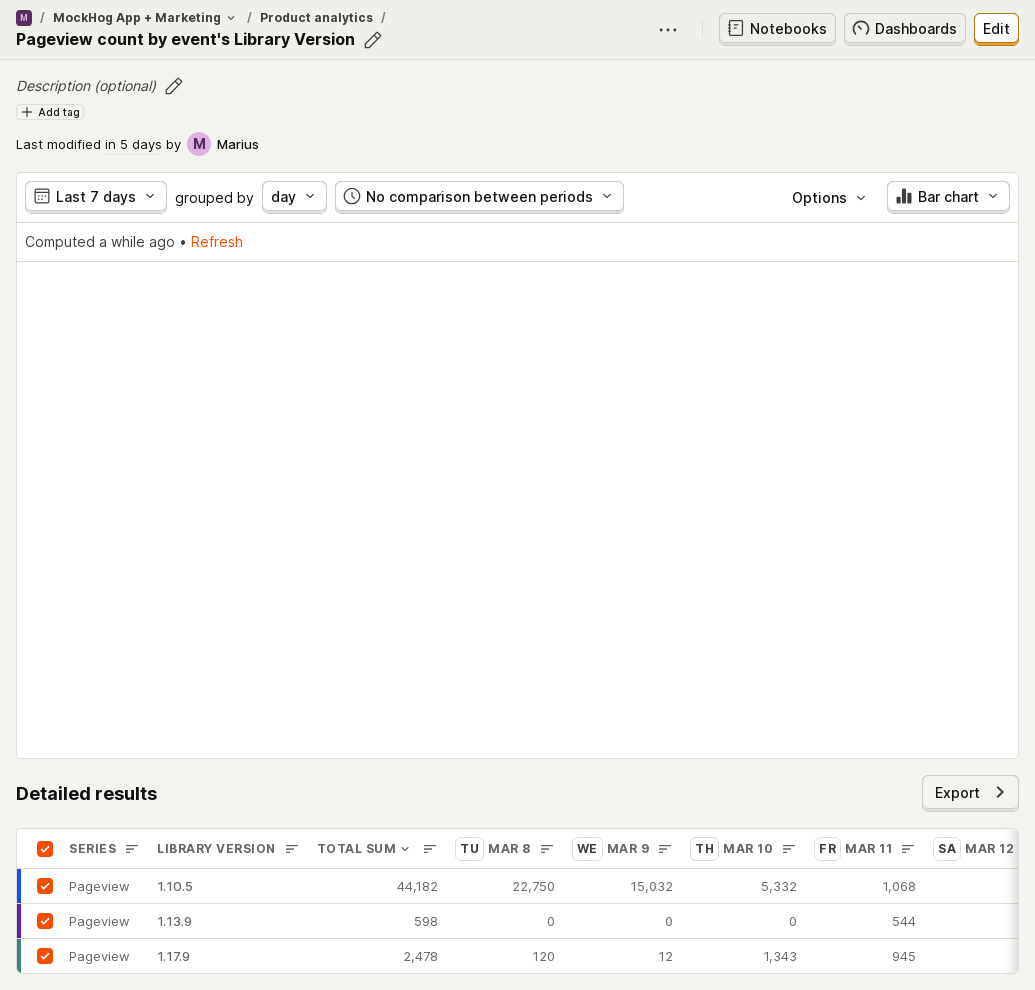 M / MockHog App + Marketing / Product analytics /
Pageview count by event's Library Version
Notebooks
Dashboards
Edit
Description (optional)
Add tag
Last modified in 5 days by M Marius
Last 7 days grouped by day No comparison between periods Options Bar chart
Computed a while ago • Refresh
Detailed results
Export
SERIES LIBRARY VERSION TOTAL SUM TU MAR 8 WE MAR 9 TH MAR 10 FR MAR 11 SA MAR 12
Pageview 1.10.5 44,182 22,750 15,032 5,332 1,068
Pageview 1.13.9 598 0 0 0 544
Pageview 1.17.9 2,478 120 12 1,343 945